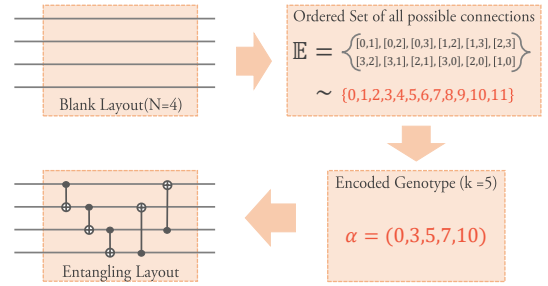 Blank Layout(N=4)
Ordered Set of all possible connections
𝔼 = {[0,1], [0,2], [0,3], [1,2], [1,3], [2,3]
[3,2], [3,1], [2,1], [3,0], [2,0], [1,0]}
~ {0,1,2,3,4,5,6,7,8,9,10,11}
Encoded Genotype (k =5)
α = (0,3,5,7,10)
Entangling Layout